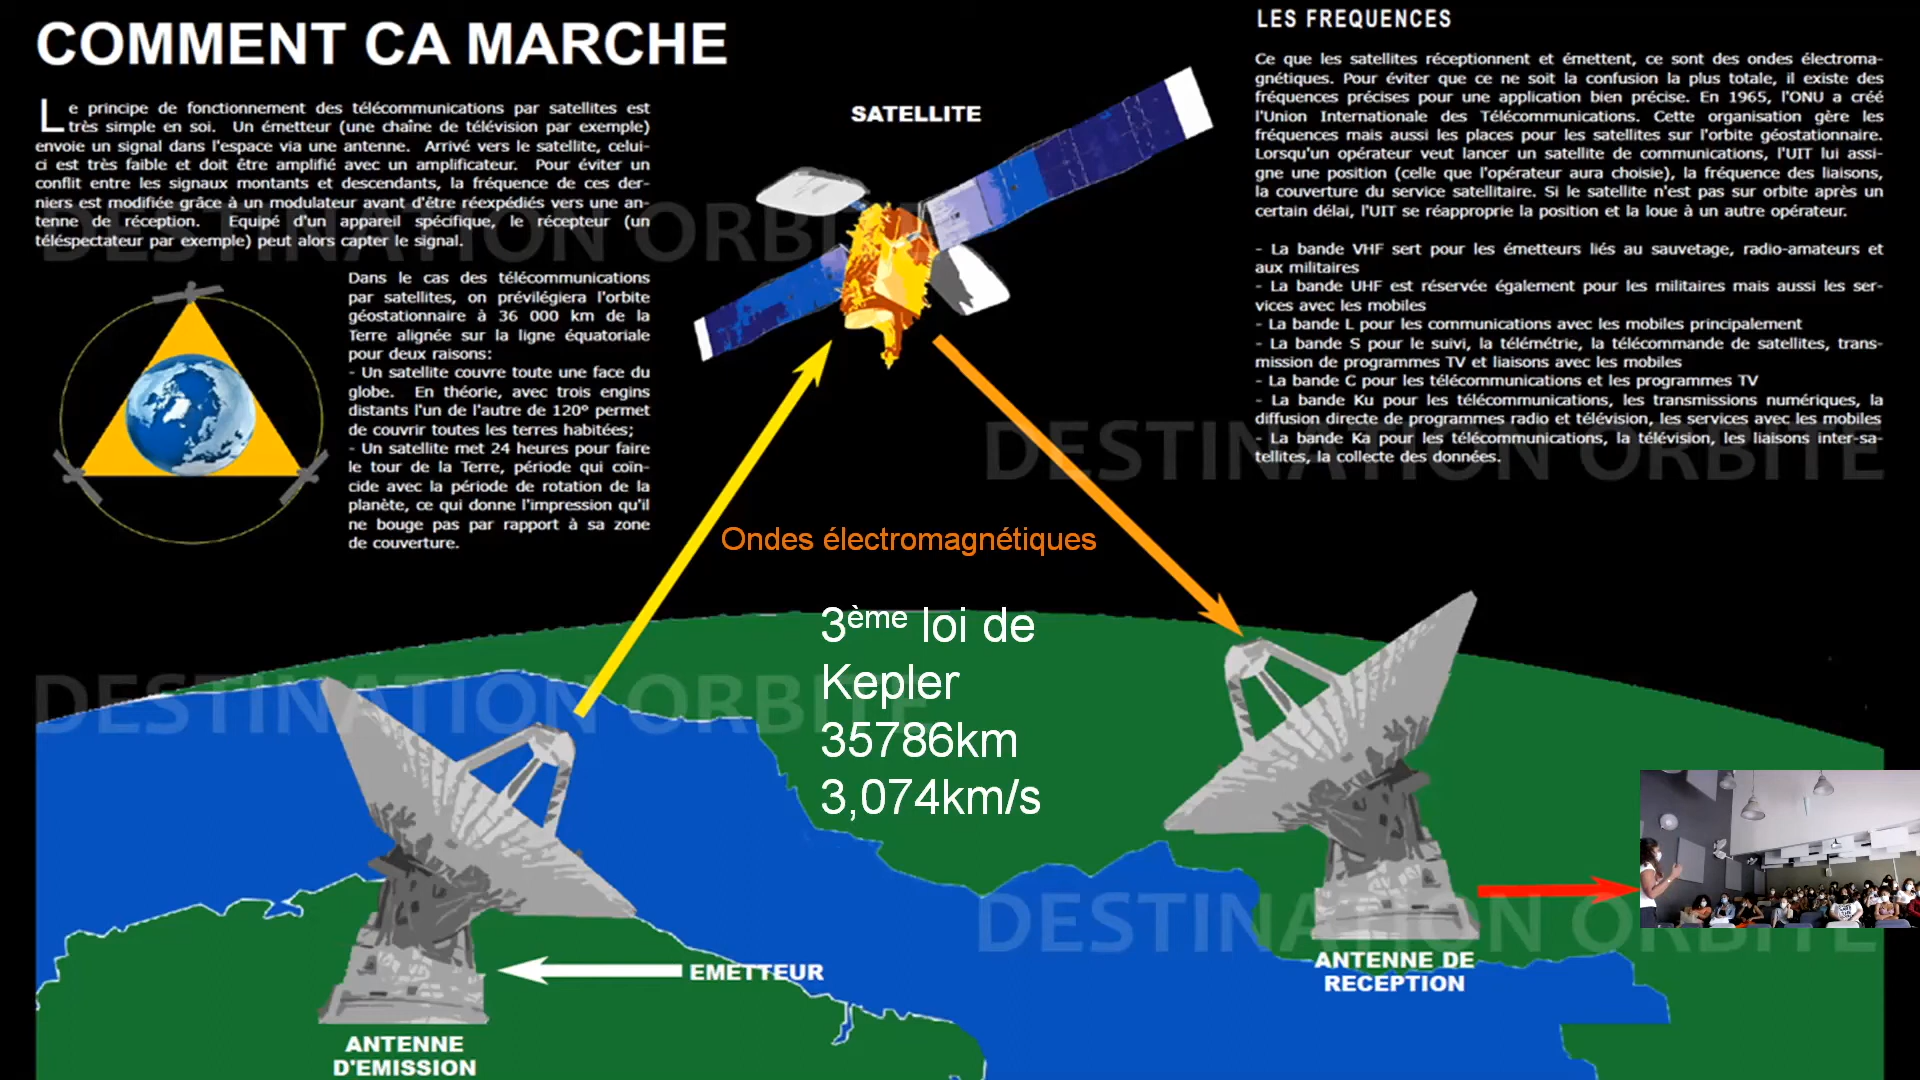 COMMENT CA MARCHE
Le principe de fonctionnement des télécommunications par satellites est
très simple en soi. Un émetteur (une chaîne de télévision par exemple)
envoie un signal dans l'espace via une antenne. Arrivé vers le satellite, celui-
ci est très faible et doit être amplifié avec un amplificateur. Pour éviter un
conflit entre les signaux montants et descendants, la fréquence de ces der-
niers est modifiée grâce à un modulateur avant d'être réexpédiés vers une an-
tenne de réception. Equipé d'un appareil spécifique, le récepteur (un
téléspectateur par exemple) peut alors capter le signal.
Dans le cas des télécommunications
par satellites, on prévilégiera l'orbite
géostationnaire à 36 000 km de la
Terre alignée sur la ligne équatoriale
pour deux raisons:
- Un satellite couvre toute une face du
globe. En théorie, avec trois engins
distants l'un de l'autre de 120° permet
de couvrir toutes les terres habitées;
- Un satellite met 24 heures pour faire
le tour de la Terre, période qui coïn-
cide avec la période de rotation de la
planète, ce qui donne l'impression qu'il
ne bouge pas par rapport à sa zone
de couverture.
SATELLITE
LES FREQUENCES
Ce que les satellites réceptionnent et émettent, ce sont des ondes électroma-
gnétiques. Pour éviter que ce ne soit la confusion la plus totale, il existe des
fréquences précises pour une application bien précise. En 1965, l'ONU a créé
l'Union Internationale des Télécommunications. Cette organisation gère les
fréquences mais aussi les places pour les satellites sur l'orbite géostationnaire.
Lorsqu'un opérateur veut lancer un satellite de communications, l'UIT lui assi-
gne une position (celle que l'opérateur aura choisie), la fréquence des liaisons,
la couverture du service satellitaire. Si le satellite n'est pas sur orbite après un
certain délai, l'UIT se réapproprie la position et la loue à un autre opérateur.
- La bande VHF sert pour les émetteurs liés au sauvetage, radio-amateurs et
aux militaires
- La bande UHF est réservée également pour les militaires mais aussi les ser-
vices avec les mobiles
- La bande L pour les communications avec les mobiles principalement
- La bande S pour le suivi, la télémétrie, la télécommande de satellites, trans-
mission de programmes TV et liaisons avec les mobiles
- La bande C pour les télécommunications et les programmes TV
- La bande Ku pour les télécommunications, les transmissions numériques, la
diffusion directe de programmes radio et télévision, les services avec les mobiles
- La bande Ka pour les télécommunications, la télévision, les liaisons inter-sa-
tellites, la collecte des données.
DESTINATION ORBITE
DESTINATION ORBITE
Ondes électromagnétiques
3ème loi de
Kepler
35786km
3,074km/s
DESTINATION ORBITE
DESTINATION ORBITE
EMETTEUR
ANTENNE
D'EMISSION
ANTENNE DE
RECEPTION